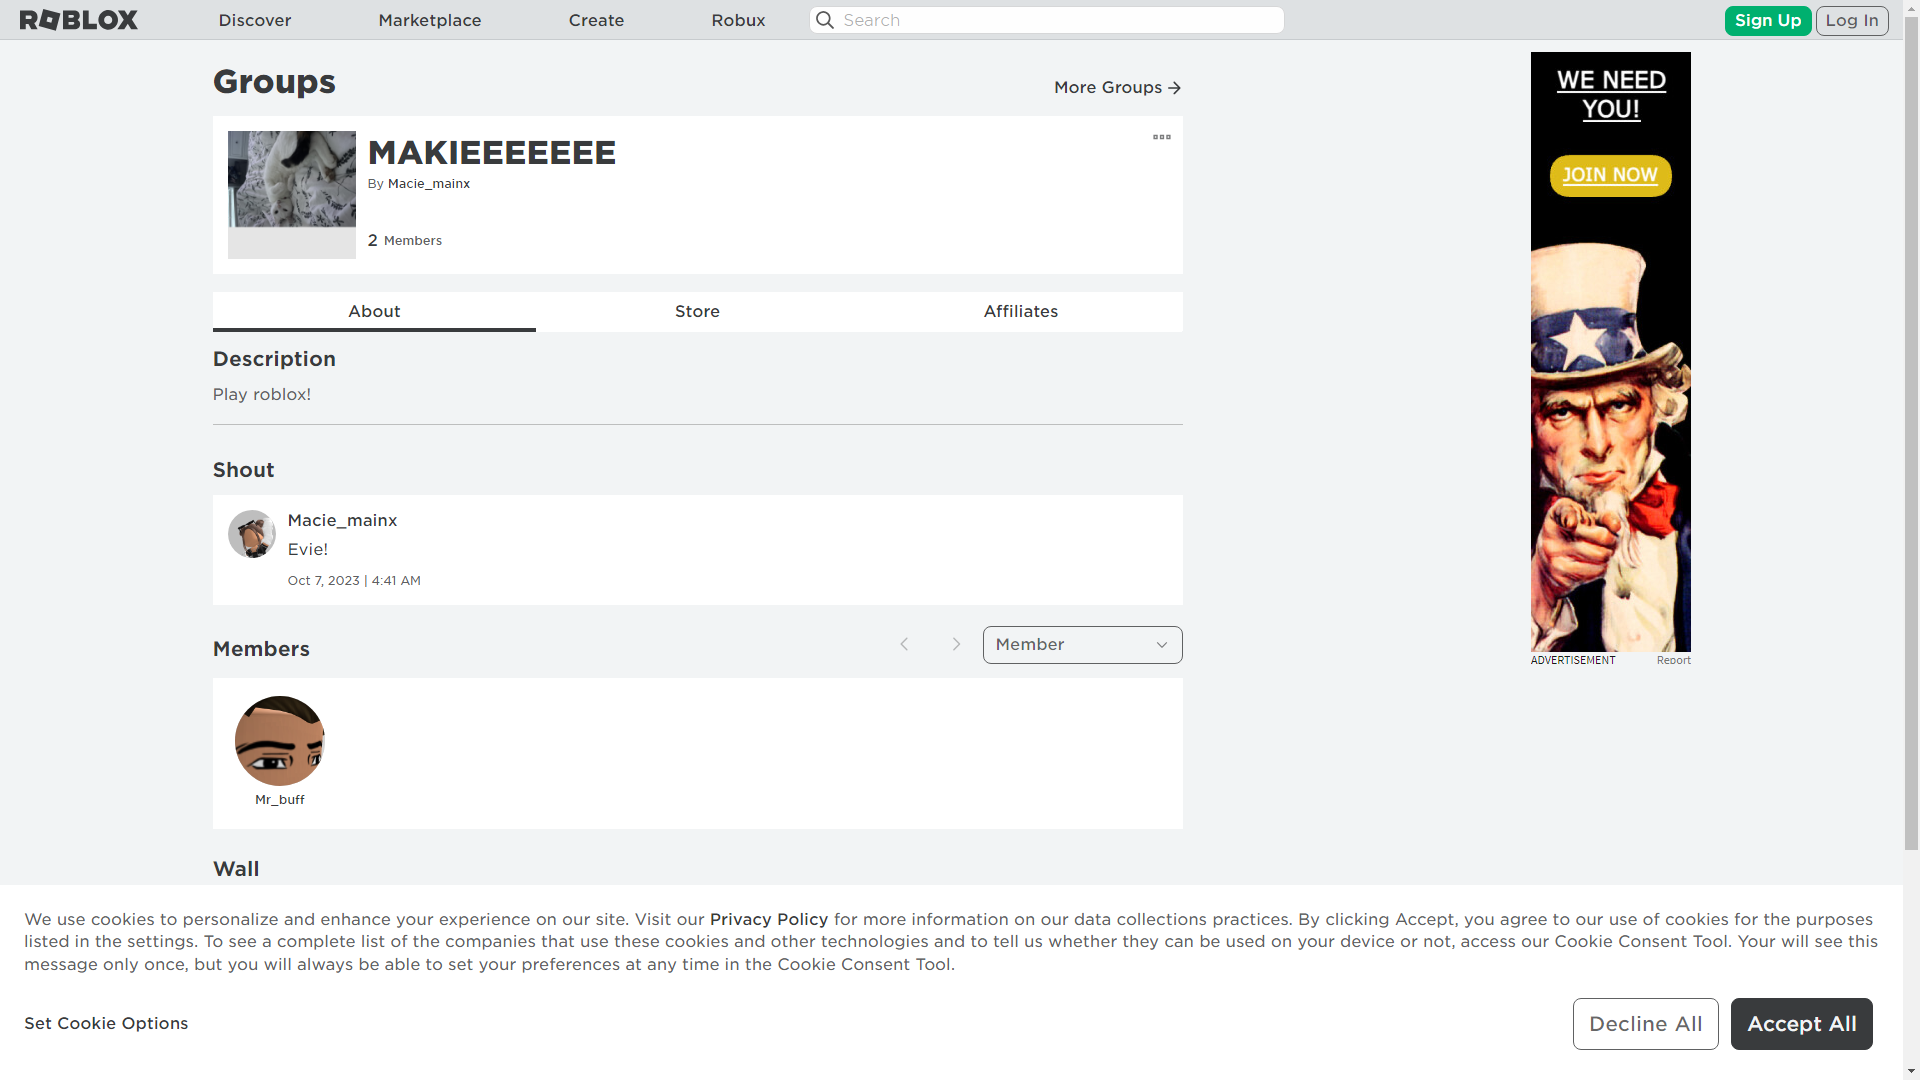 ROBLOX
Discover
Marketplace
Create
Robux
Search
Sign Up
Log In
Groups
More Groups
MAKIEEEEEEE
By Macie_mainx
2 Members
About
Store
Affiliates
Description
Play roblox!
Shout
Macie_mainx
Evie!
Oct 7, 2023 | 4:41 AM
Members
Member
Mr_buff
Wall
WE NEED
YOU!
JOIN NOW
ADVERTISEMENT
Report
We use cookies to personalize and enhance your experience on our site. Visit our Privacy Policy for more information on our data collections practices. By clicking Accept, you agree to our use of cookies for the purposes
listed in the settings. To see a complete list of the companies that use these cookies and other technologies and to tell us whether they can be used on your device or not, access our Cookie Consent Tool. Your will see this
message only once, but you will always be able to set your preferences at any time in the Cookie Consent Tool.
Set Cookie Options
Decline All
Accept All